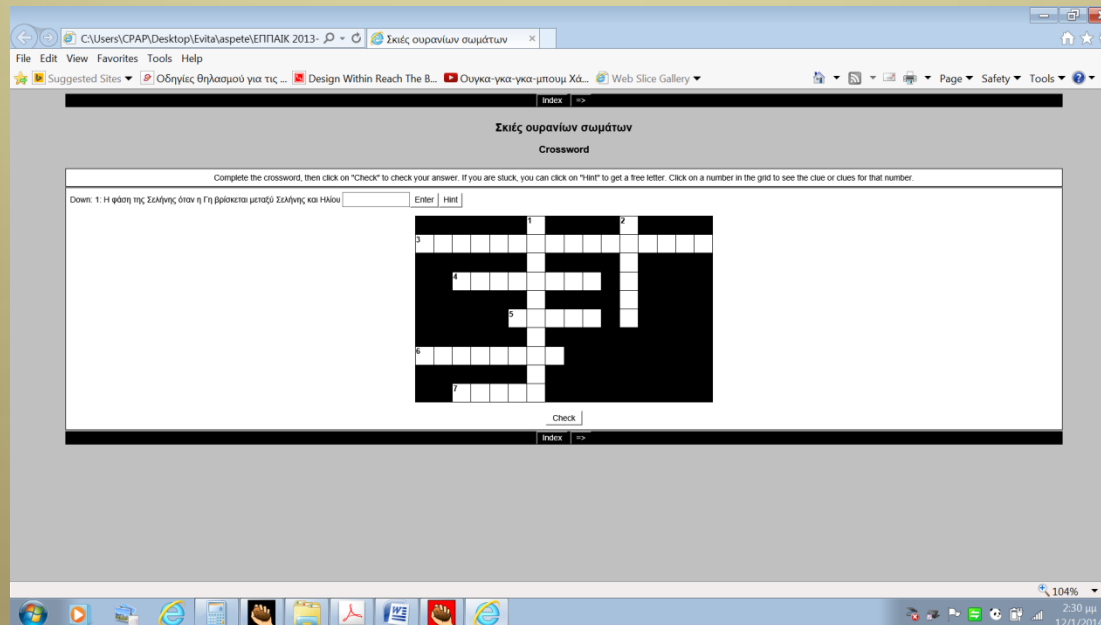 C:\Users\CPAP\Desktop\Evita\aspete\ΕΠΠΑΙΚ 2013-
Σκιές ουρανίων σωμάτων
File Edit View Favorites Tools Help
Suggested Sites Οδηγίες θηλασμού για τις ... Design Within Reach The B... Ουγκα-γκα-γκα-μπουμ Χά... Web Slice Gallery Page Safety Tools
Index =>
Σκιές ουρανίων σωμάτων
Crossword
Complete the crossword, then click on "Check" to check your answer. If you are stuck, you can click on "Hint" to get a free letter. Click on a number in the grid to see the clue or clues for that number.
Down: 1: Η φάση της Σελήνης όταν η Γη βρίσκεται μεταξύ Σελήνης και Ηλίου Enter Hint
1 2
3
4
5
6
7
Check
Index =>
104%
2:30 μμ
12/1/2014